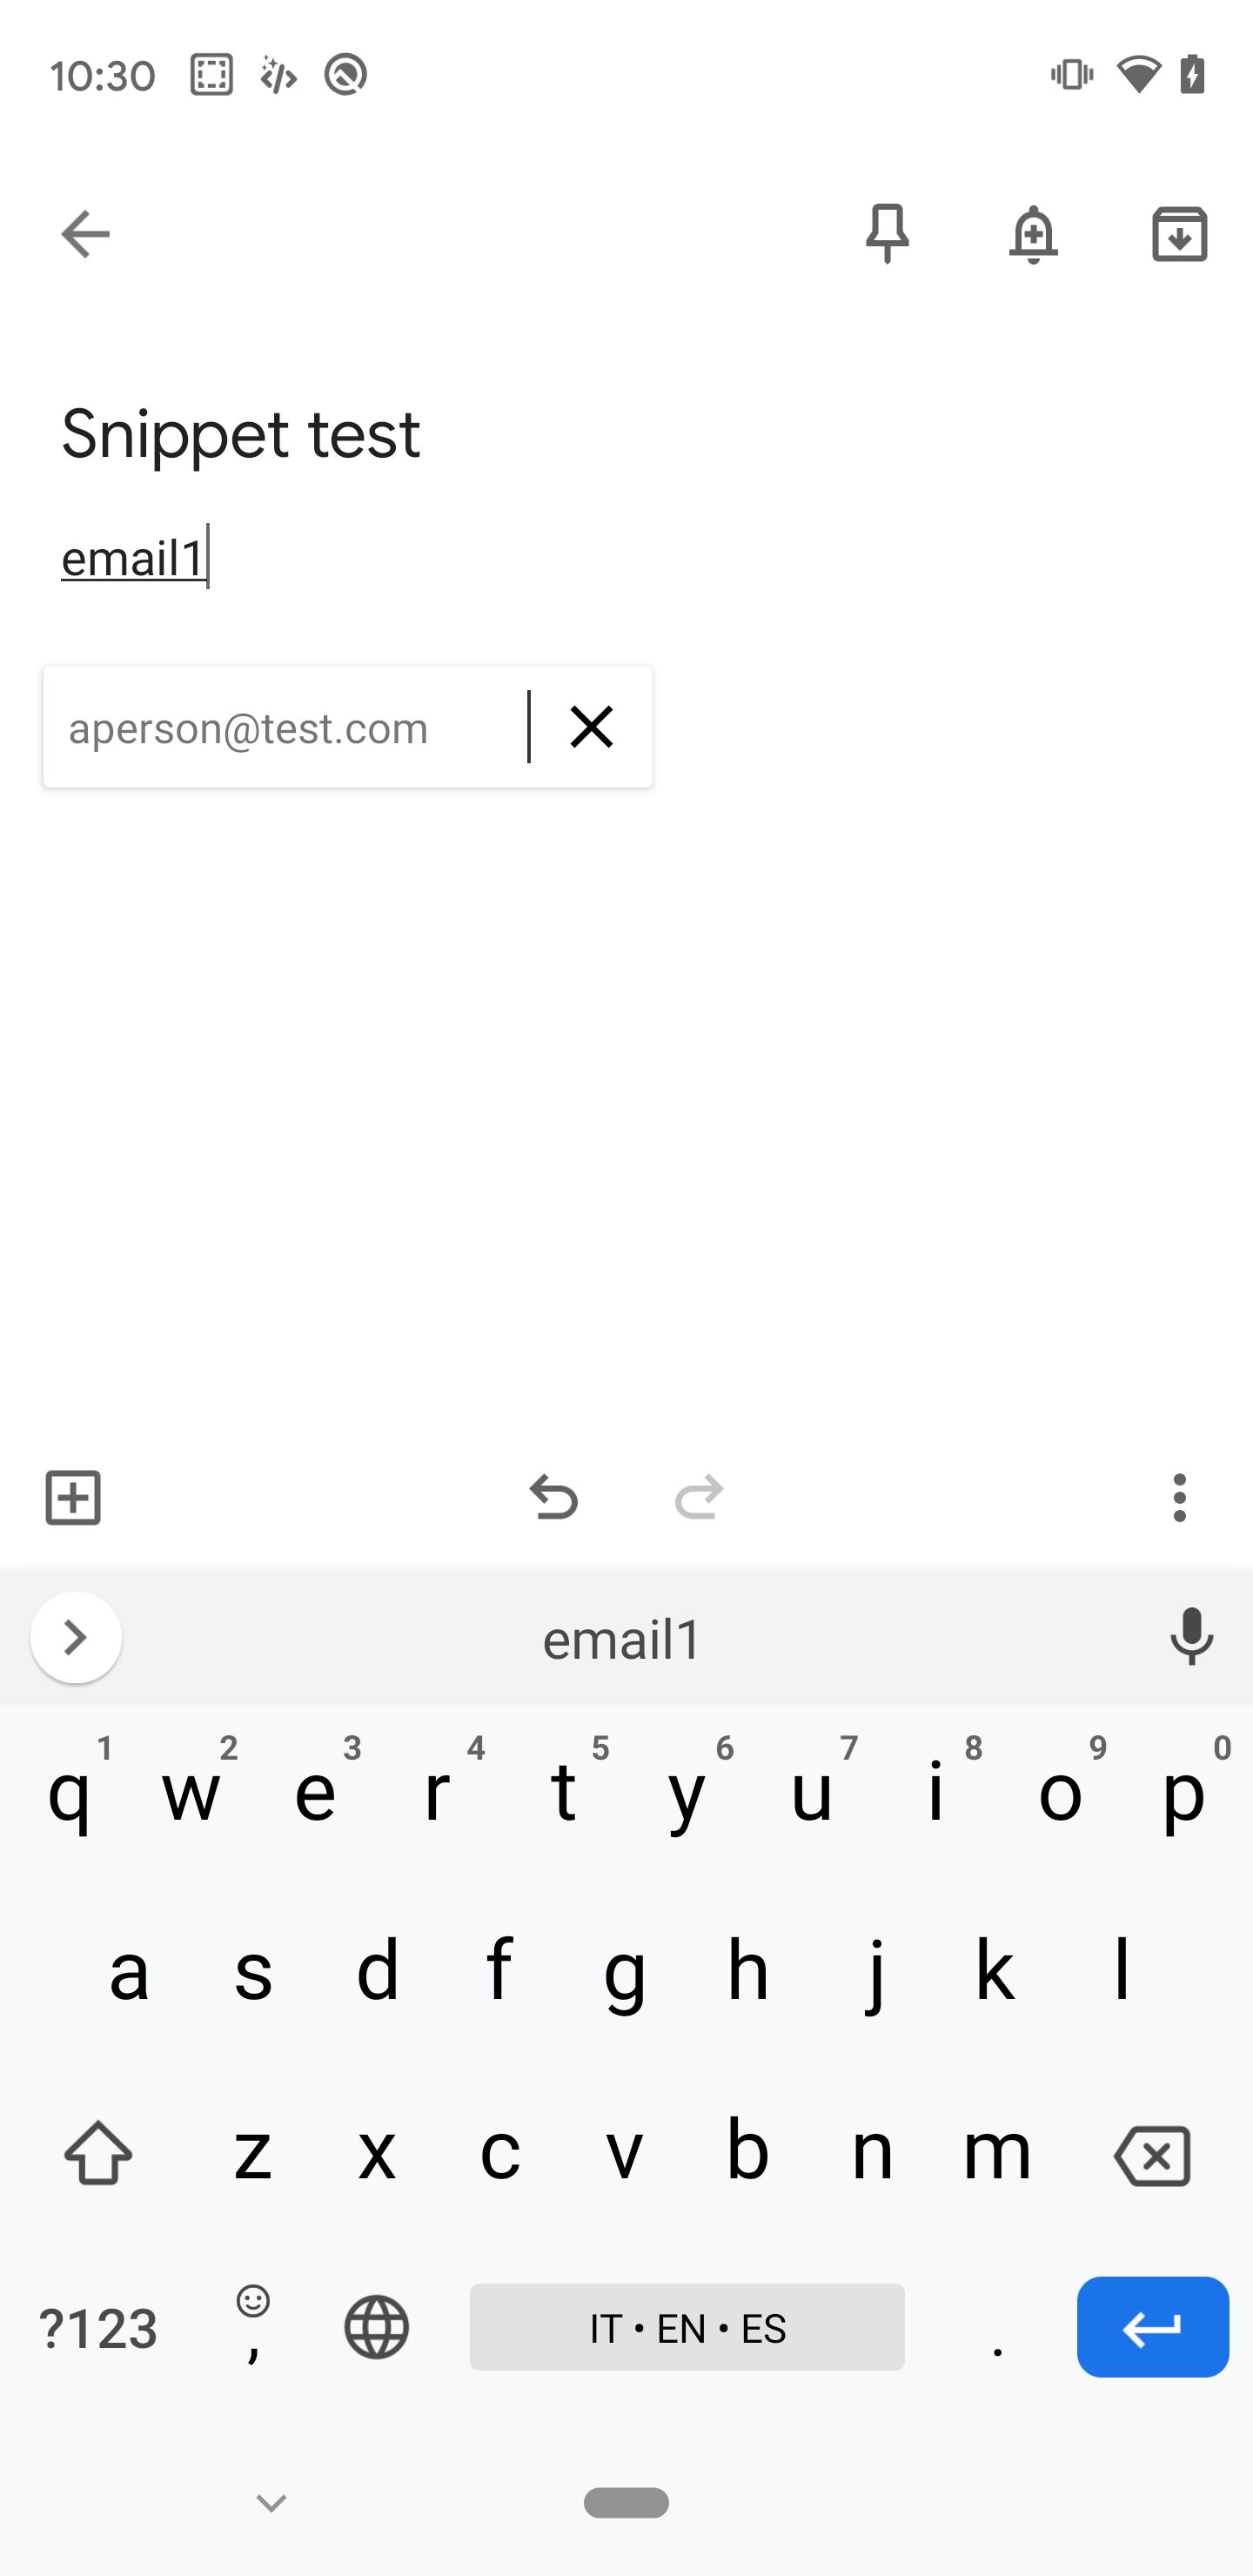 10:30
Snippet test
email1
aperson@test.com
email1
1 2 3 4 5 6 7 8 9 0
q w e r t y u i o p
a s d f g h j k l
z x c v b n m
?123 , IT • EN • ES .